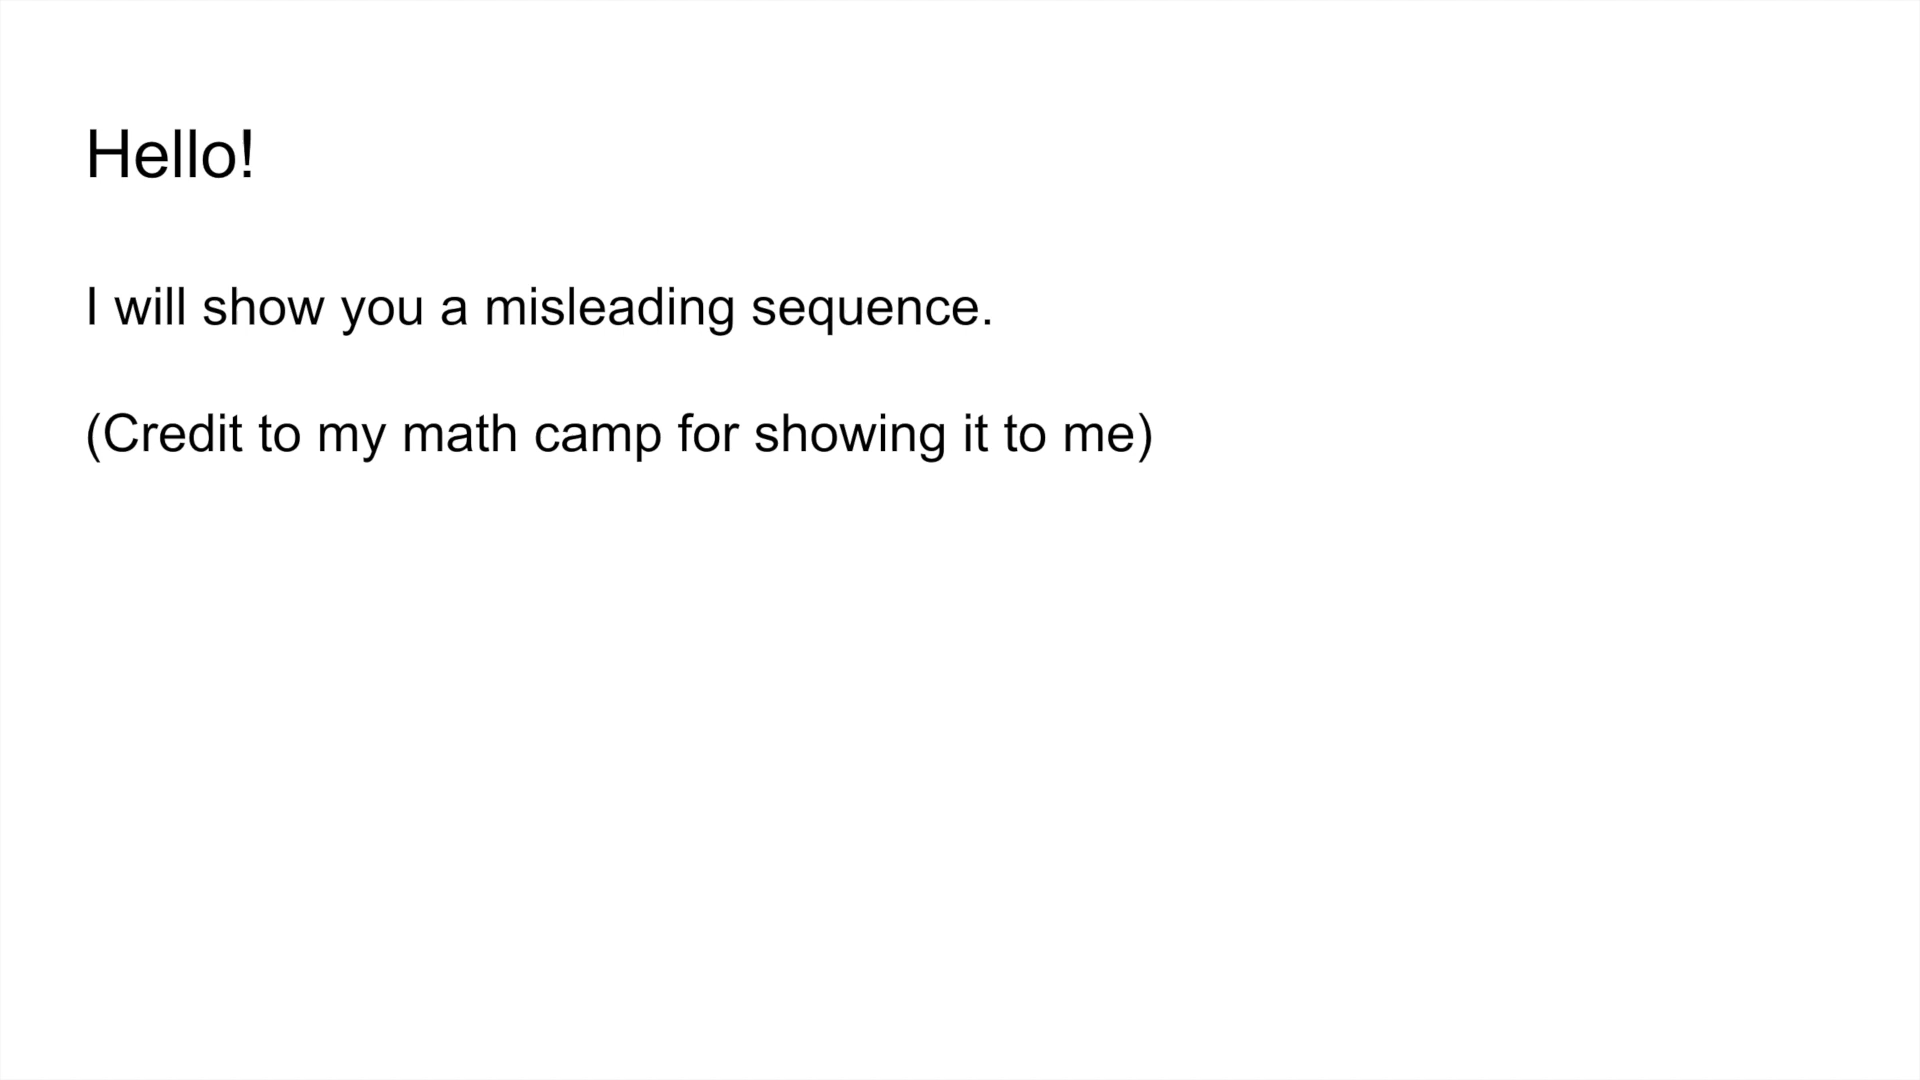 Hello!
I will show you a misleading sequence.
(Credit to my math camp for showing it to me)